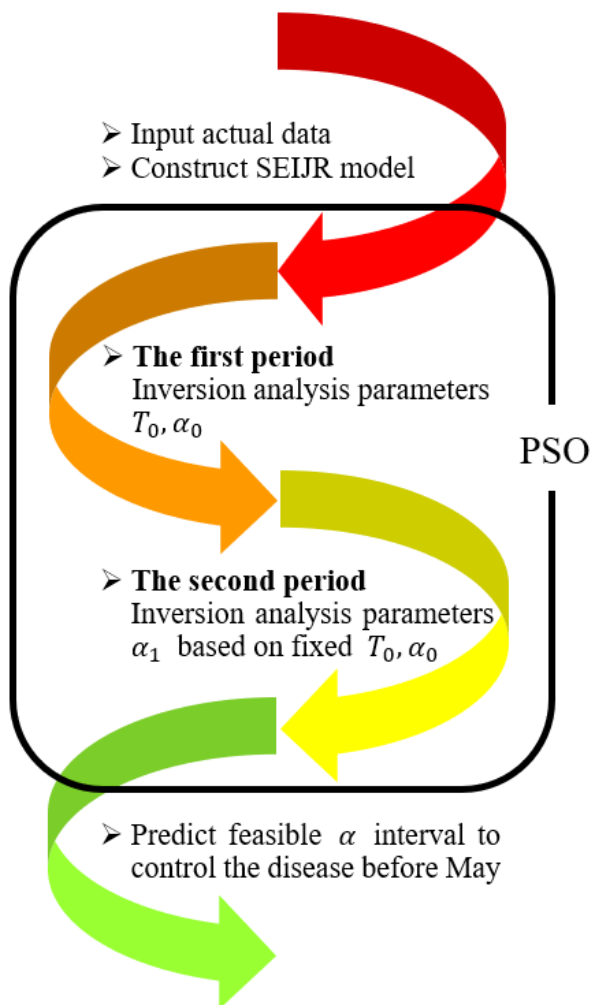 ➢ Input actual data
➢ Construct SEIJR model
➢ The first period
Inversion analysis parameters
T₀, α₀
PSO
➢ The second period
Inversion analysis parameters
α₁ based on fixed T₀, α₀
➢ Predict feasible α interval to
control the disease before May